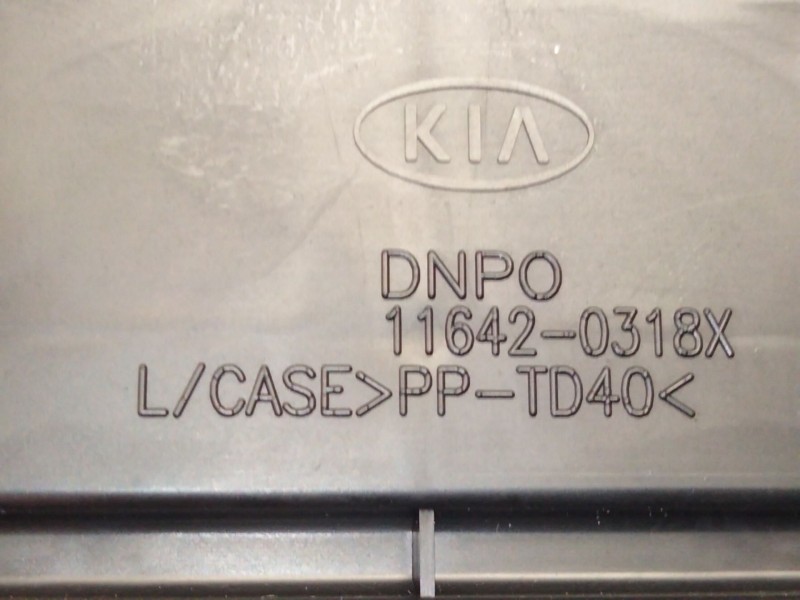 KIA
DNPO
11642-0318X
L/CASE>PP-TD40<